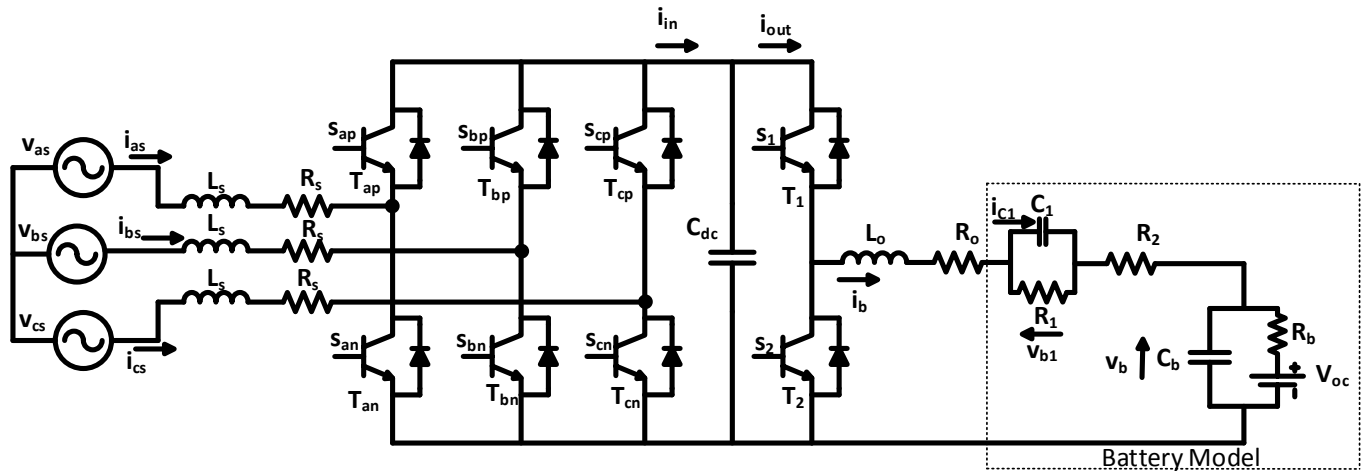 i_in
i_out
v_as
i_as
L_s
R_s
s_ap
T_ap
s_bp
T_bp
s_cp
T_cp
s_1
T_1
v_bs
i_bs
L_s
R_s
C_dc
L_o
R_o
i_b
i_C1
C_1
R_1
v_b1
R_2
v_cs
i_cs
L_s
R_s
s_an
T_an
s_bn
T_bn
s_cn
T_cn
s_2
T_2
v_b
C_b
R_b
+
V_oc
Battery Model